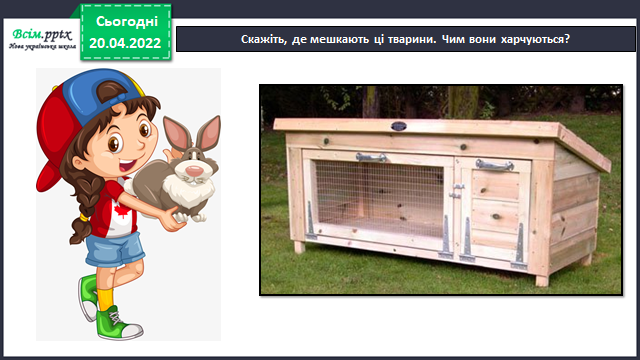 Всім.pptx
Нова українська школа
Сьогодні
20.04.2022
Скажіть, де мешкають ці тварини. Чим вони харчуються?